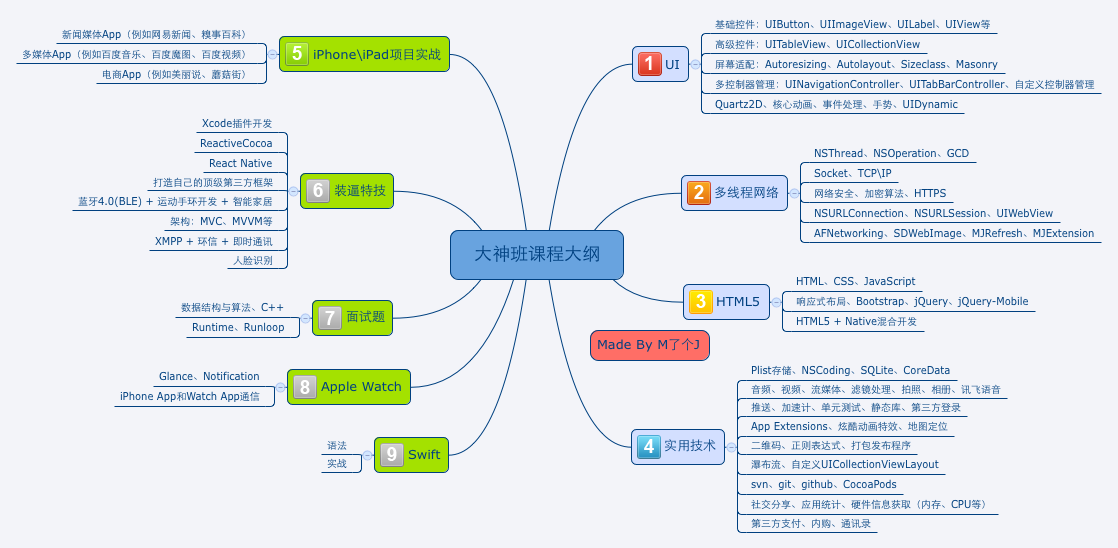 大神班课程大纲
1 UI
基础控件：UIButton、UIImageView、UILabel、UIView等
高级控件：UITableView、UICollectionView
屏幕适配：Autoresizing、Autolayout、Sizeclass、Masonry
多控制器管理：UINavigationController、UITabBarController、自定义控制器管理
Quartz2D、核心动画、事件处理、手势、UIDynamic
2 多线程网络
NSThread、NSOperation、GCD
Socket、TCP\IP
网络安全、加密算法、HTTPS
NSURLConnection、NSURLSession、UIWebView
AFNetworking、SDWebImage、MJRefresh、MJExtension
3 HTML5
HTML、CSS、JavaScript
响应式布局、Bootstrap、jQuery、jQuery-Mobile
HTML5 + Native混合开发
Made By M了个J
4 实用技术
Plist存储、NSCoding、SQLite、CoreData
音频、视频、流媒体、滤镜处理、拍照、相册、讯飞语音
推送、加速计、单元测试、静态库、第三方登录
App Extensions、炫酷动画特效、地图定位
二维码、正则表达式、打包发布程序
瀑布流、自定义UICollectionViewLayout
svn、git、github、CocoaPods
社交分享、应用统计、硬件信息获取（内存、CPU等）
第三方支付、内购、通讯录
5 iPhone\iPad项目实战
新闻媒体App（例如网易新闻、糗事百科）
多媒体App（例如百度音乐、百度魔图、百度视频）
电商App（例如美丽说、蘑菇街）
6 装逼特技
Xcode插件开发
ReactiveCocoa
React Native
打造自己的顶级第三方框架
蓝牙4.0(BLE) + 运动手环开发 + 智能家居
架构：MVC、MVVM等
XMPP + 环信 + 即时通讯
人脸识别
7 面试题
数据结构与算法、C++
Runtime、Runloop
8 Apple Watch
Glance、Notification
iPhone App和Watch App通信
9 Swift
语法
实战